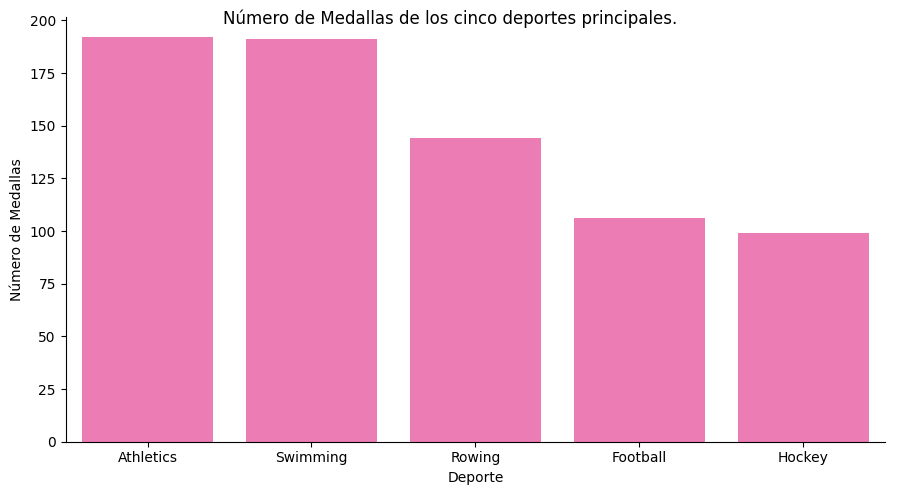 Número de Medallas de los cinco deportes principales.
Número de Medallas
200
175
150
125
100
75
50
25
0
Athletics Swimming Rowing Football Hockey
Deporte